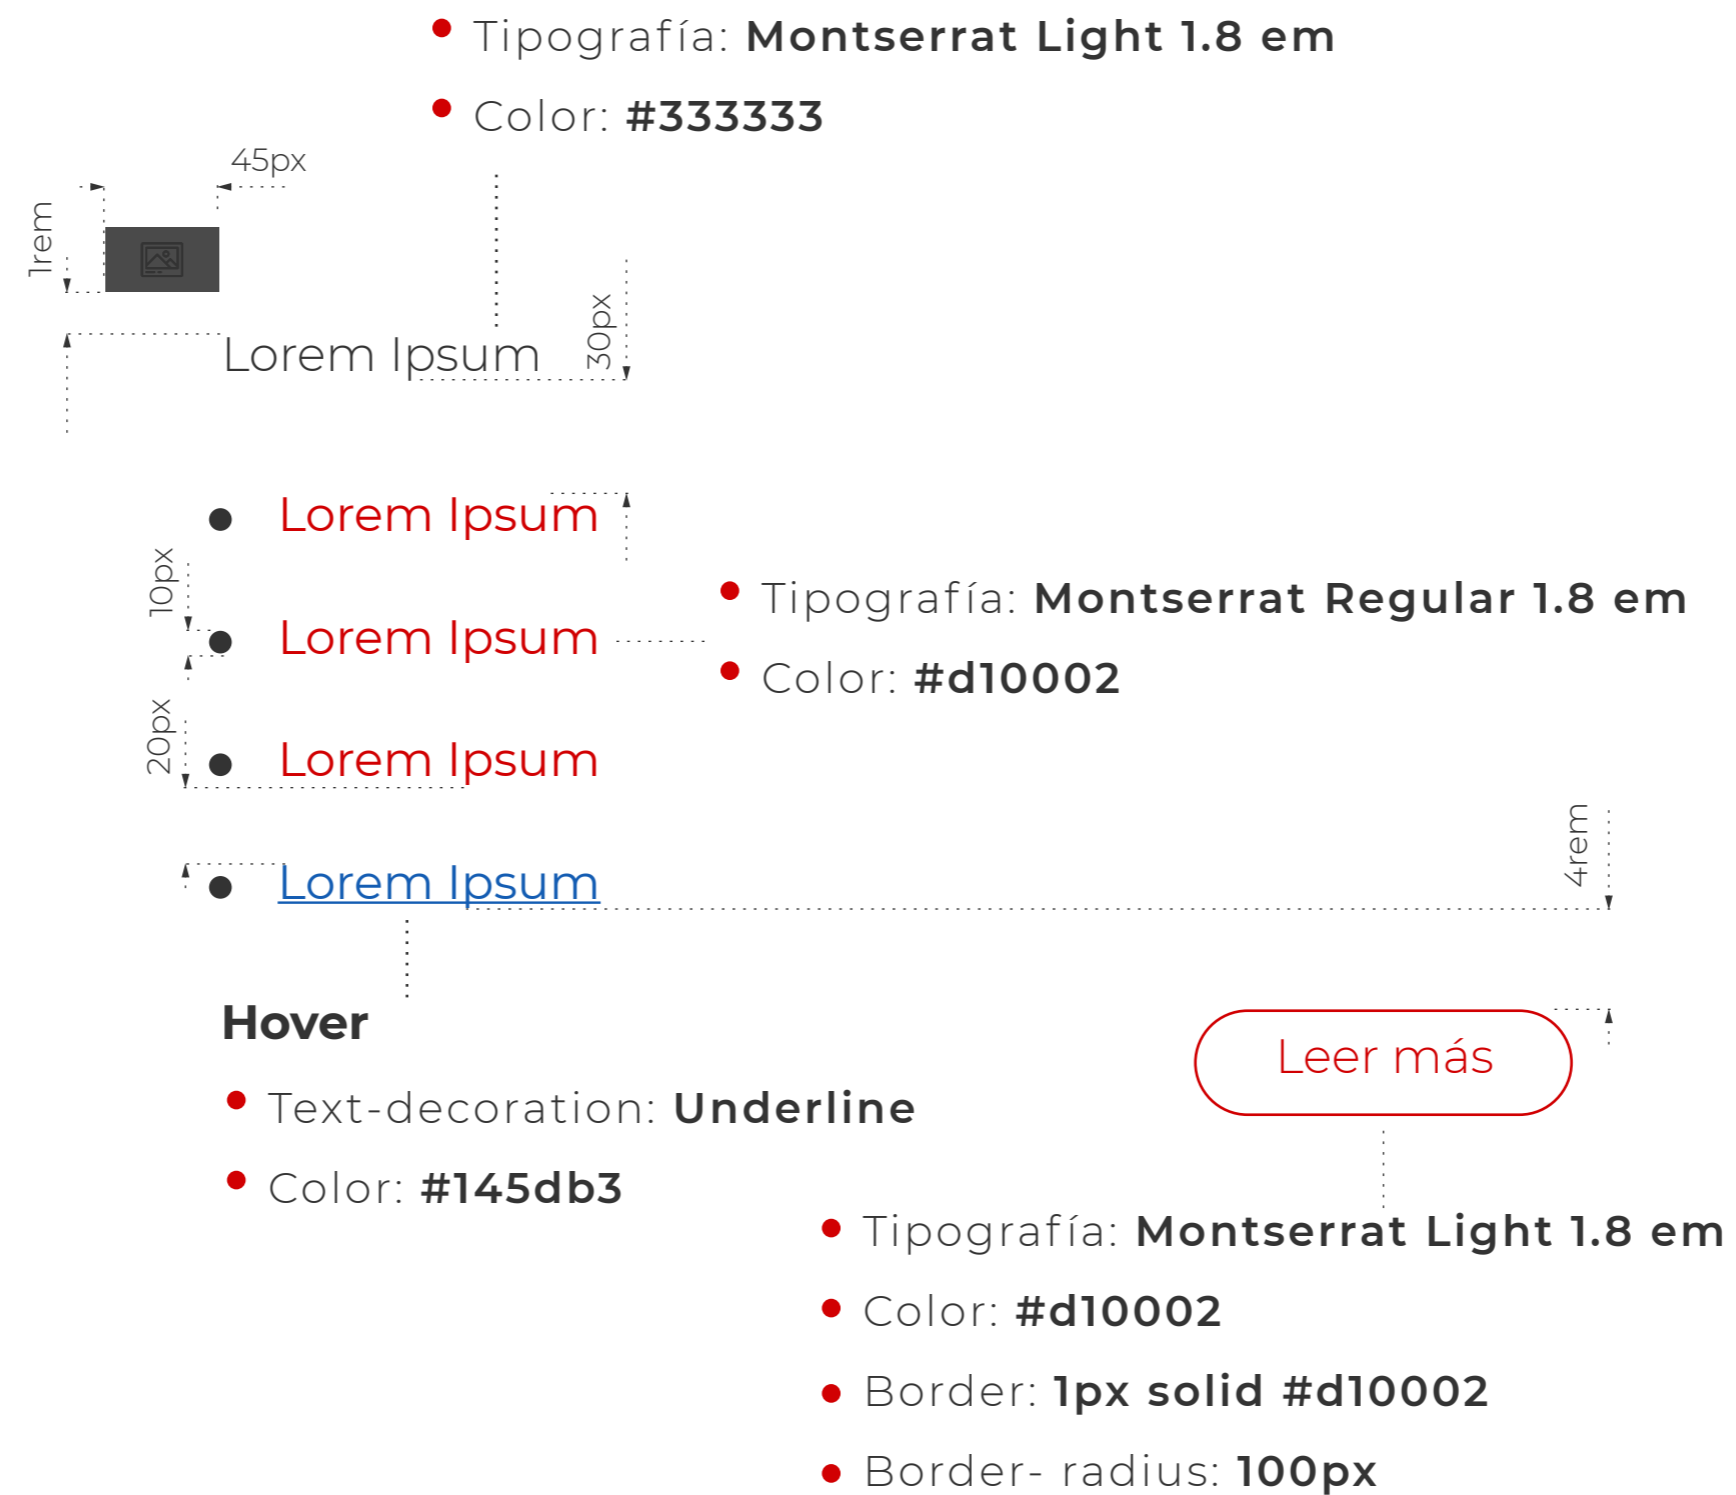 Tipografía: Montserrat Light 1.8 em
Color: #333333
45px
1rem
30px
Lorem Ipsum
Lorem Ipsum
10px
Lorem Ipsum
Tipografía: Montserrat Regular 1.8 em
Color: #d10002
20px
Lorem Ipsum
4rem
Lorem Ipsum
Hover
Leer más
Text-decoration: Underline
Color: #145db3
Tipografía: Montserrat Light 1.8 em
Color: #d10002
Border: 1px solid #d10002
Border- radius: 100px